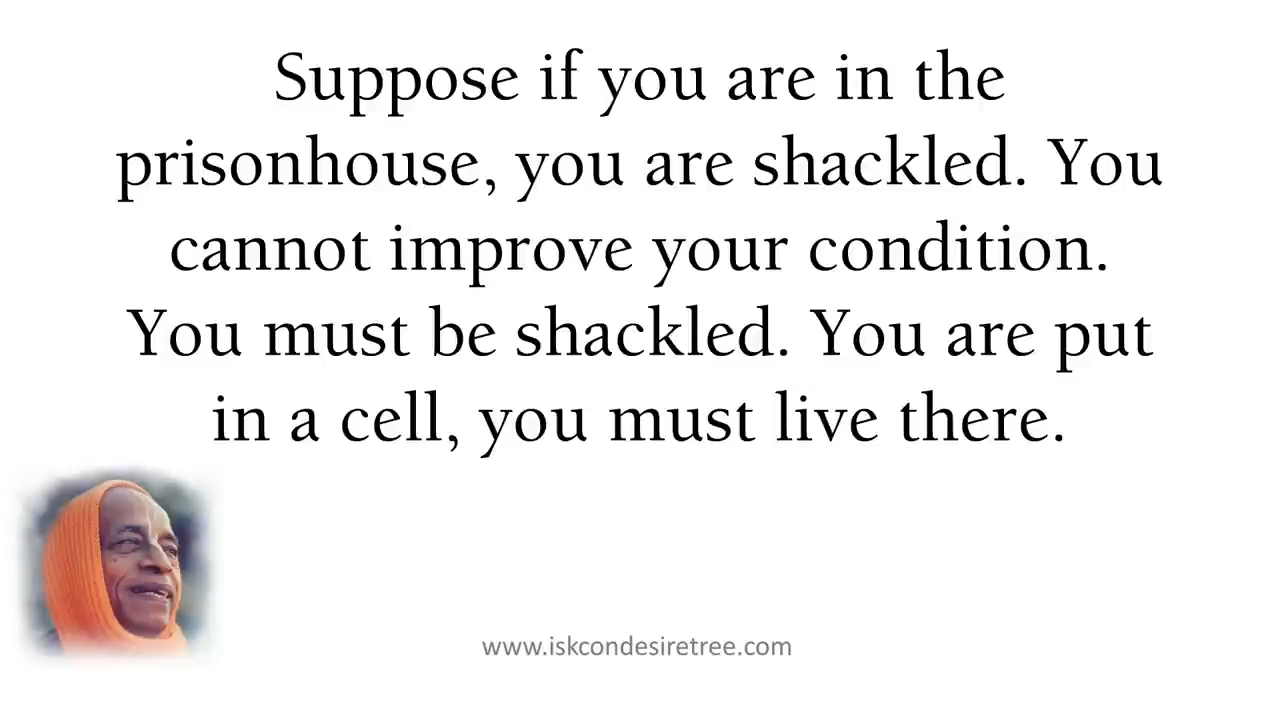 Suppose if you are in the
prisonhouse, you are shackled. You
cannot improve your condition.
You must be shackled. You are put
in a cell, you must live there.
www.iskcondesiretree.com